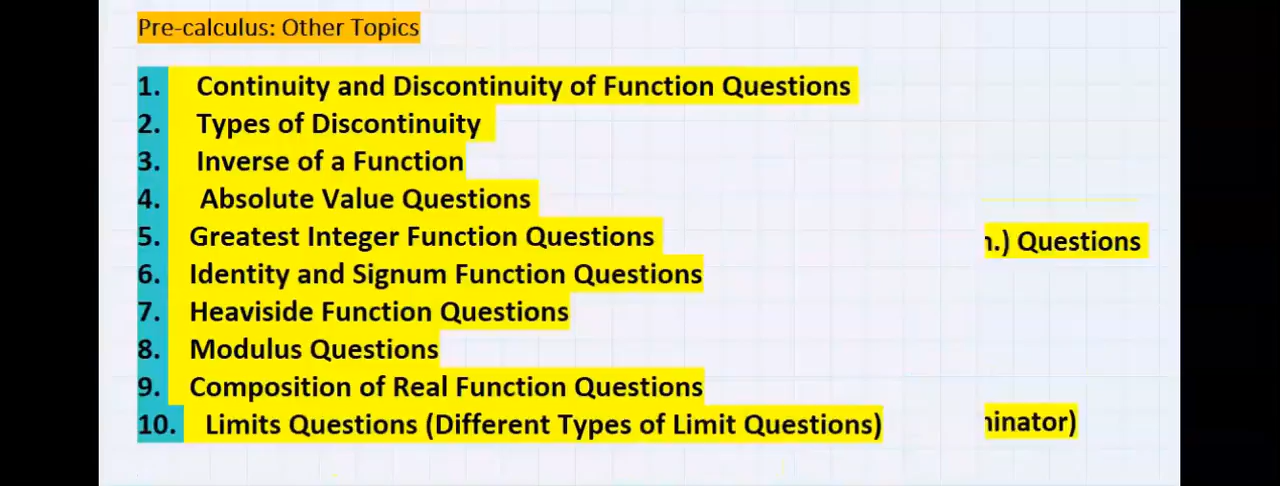 Pre-calculus: Other Topics
1. Continuity and Discontinuity of Function Questions
2. Types of Discontinuity
3. Inverse of a Function
4. Absolute Value Questions
5. Greatest Integer Function Questions
.) Questions
6. Identity and Signum Function Questions
7. Heaviside Function Questions
8. Modulus Questions
9. Composition of Real Function Questions
10. Limits Questions (Different Types of Limit Questions)
inator)